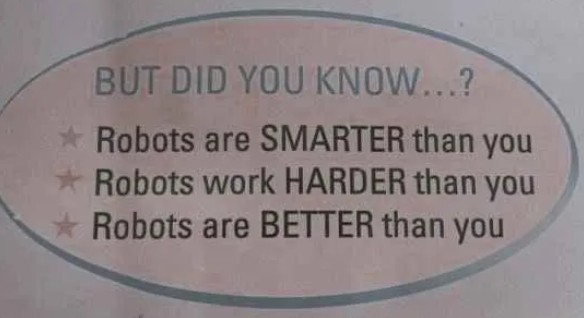 BUT DID YOU KNOW...?
Robots are SMARTER than you
Robots work HARDER than you
Robots are BETTER than you